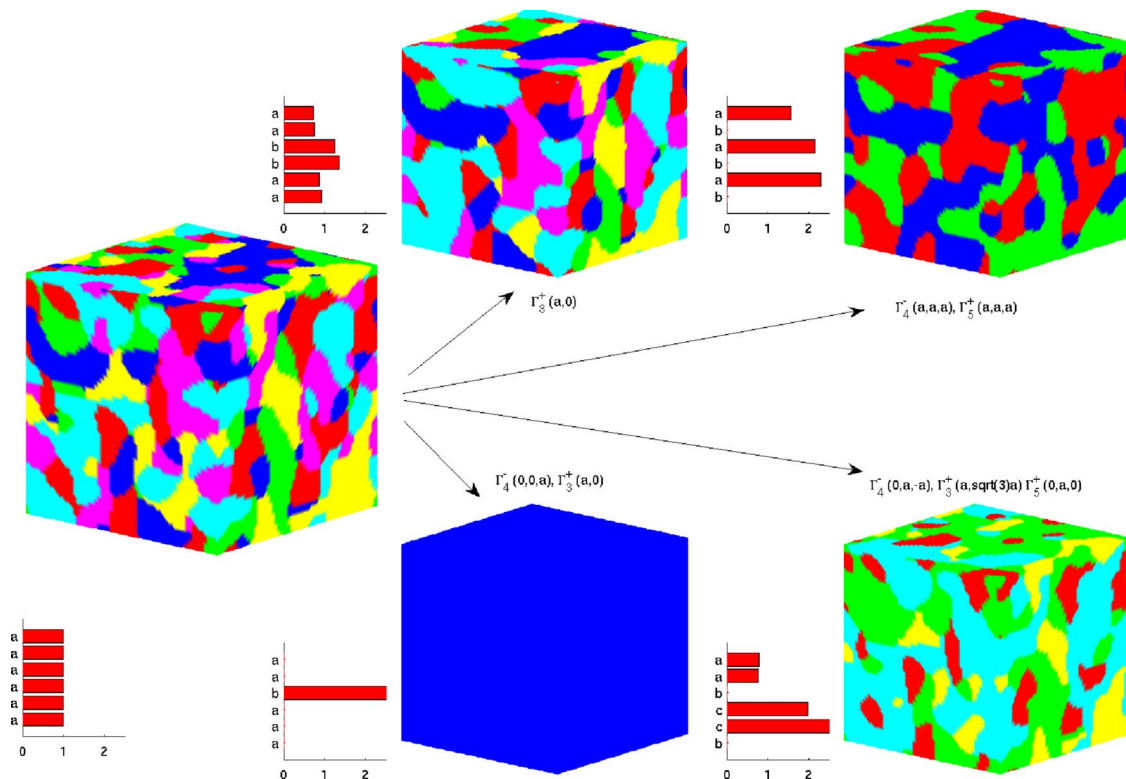 a
a
b
b
a
a
0 1 2
a
b
a
b
a
b
0 1 2
Γ₃⁺(a,0)
Γ₄⁻(a,a,a), Γ₅⁺(a,a,a)
Γ₄⁻(0,0,a), Γ₃⁺(a,0)
Γ₄⁻(0,a,-a), Γ₃⁺(a,sqrt(3)a) Γ₅⁺(0,a,0)
a
a
a
a
a
a
0 1 2
a
a
b
a
a
a
0 1 2
a
a
b
c
c
b
0 1 2